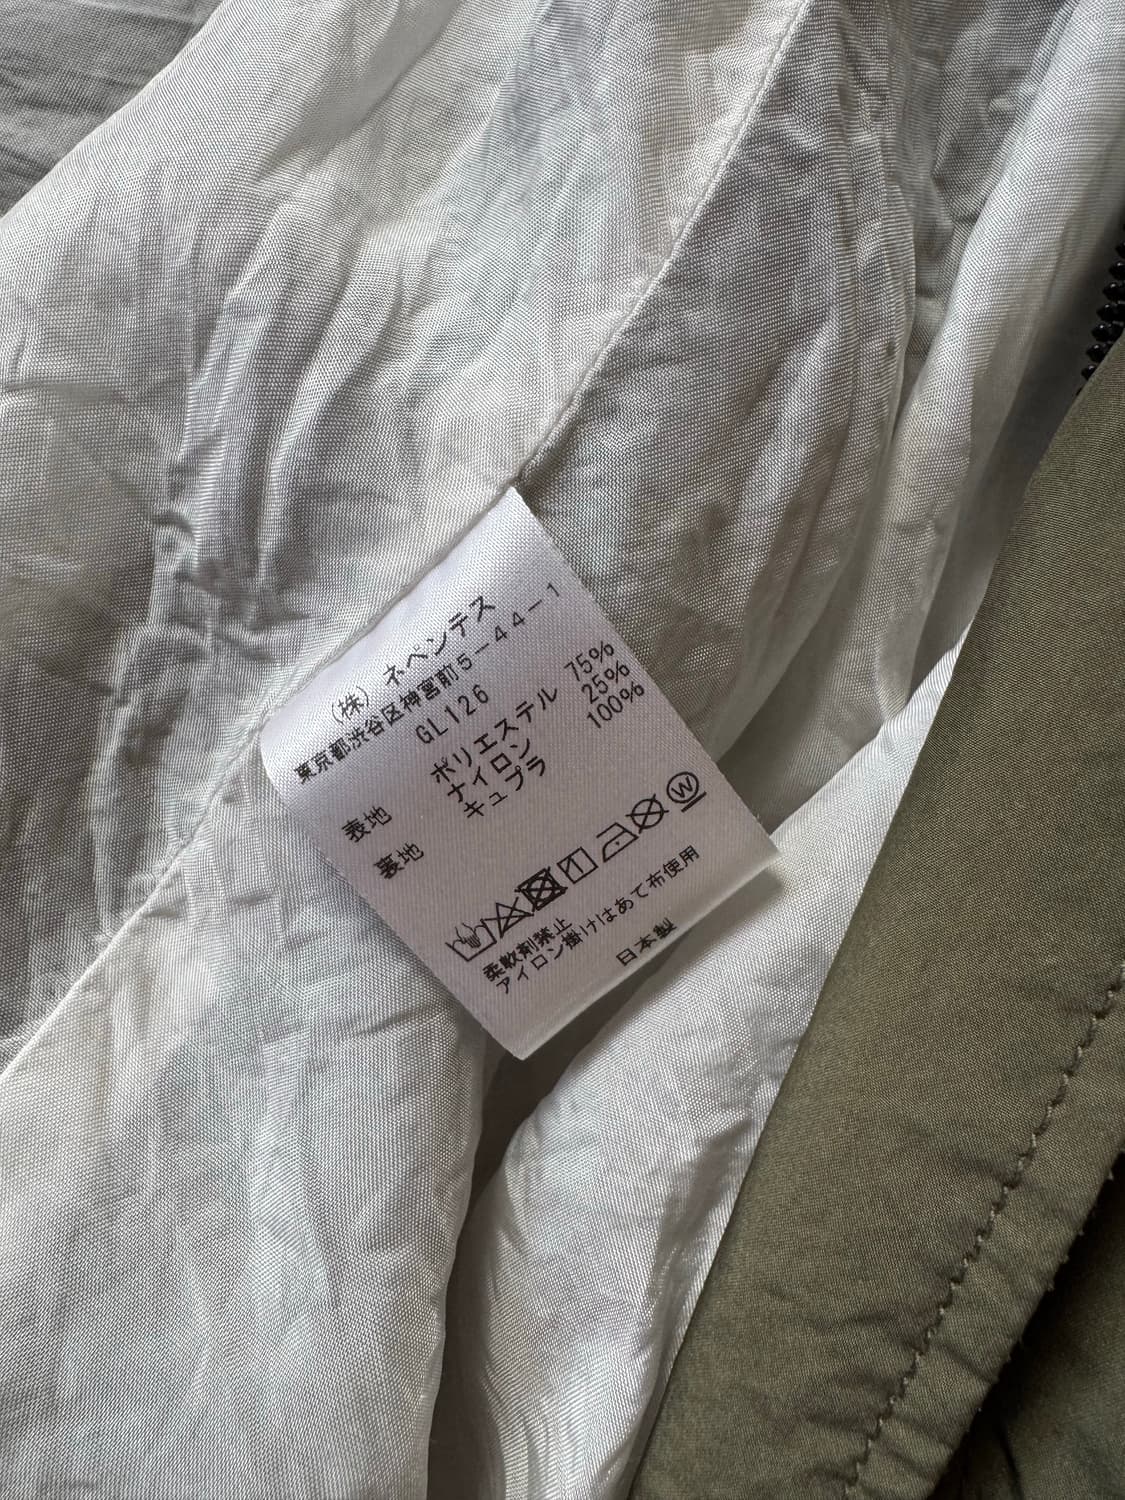 (株)ネペンテス
東京都渋谷区神宮前5−44−1
GL126
表地 ポリエステル 75%
ナイロン 25%
裏地 キュプラ 100%
W
柔軟剤禁止
アイロン掛けはあて布使用
日本製